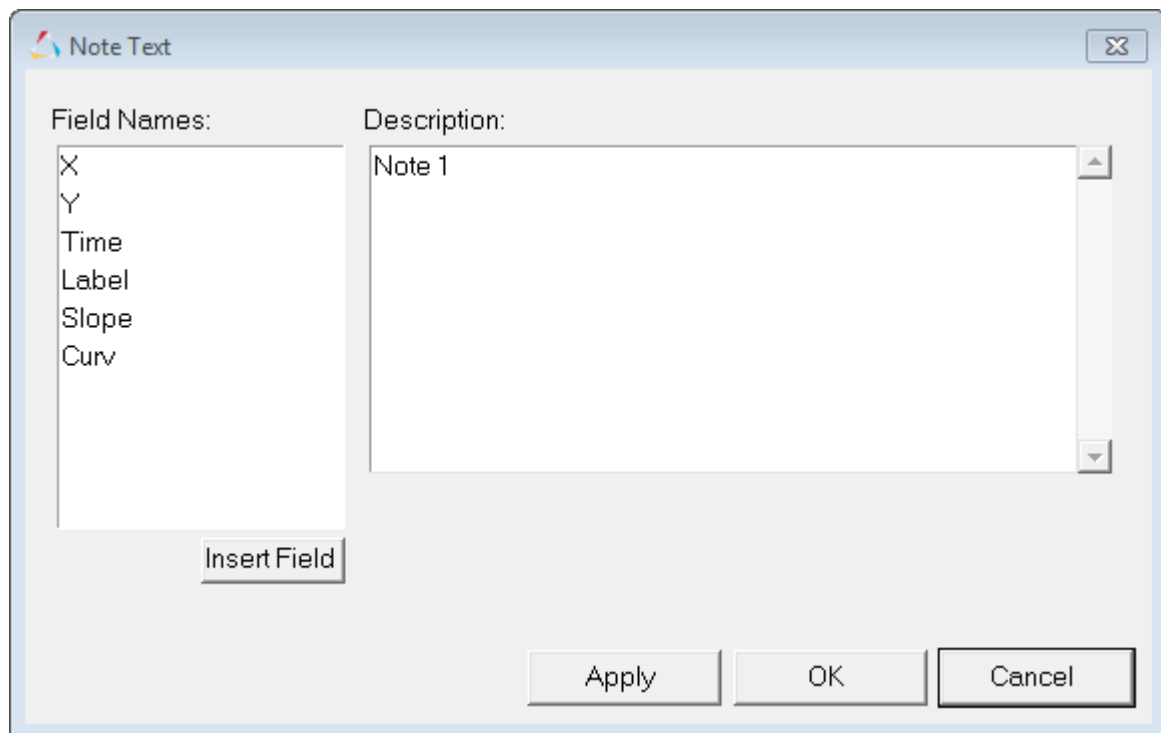 Note Text
Field Names:
Description:
X
Y
Time
Label
Slope
Curv
Note 1
Insert Field
Apply
OK
Cancel